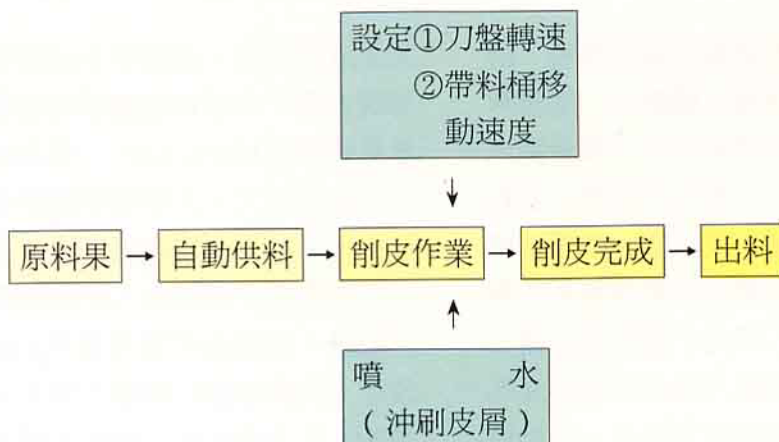 設定①刀盤轉速
②帶料桶移
動速度
原料果→自動供料→削皮作業→削皮完成→出料
噴 水
(沖刷皮屑)